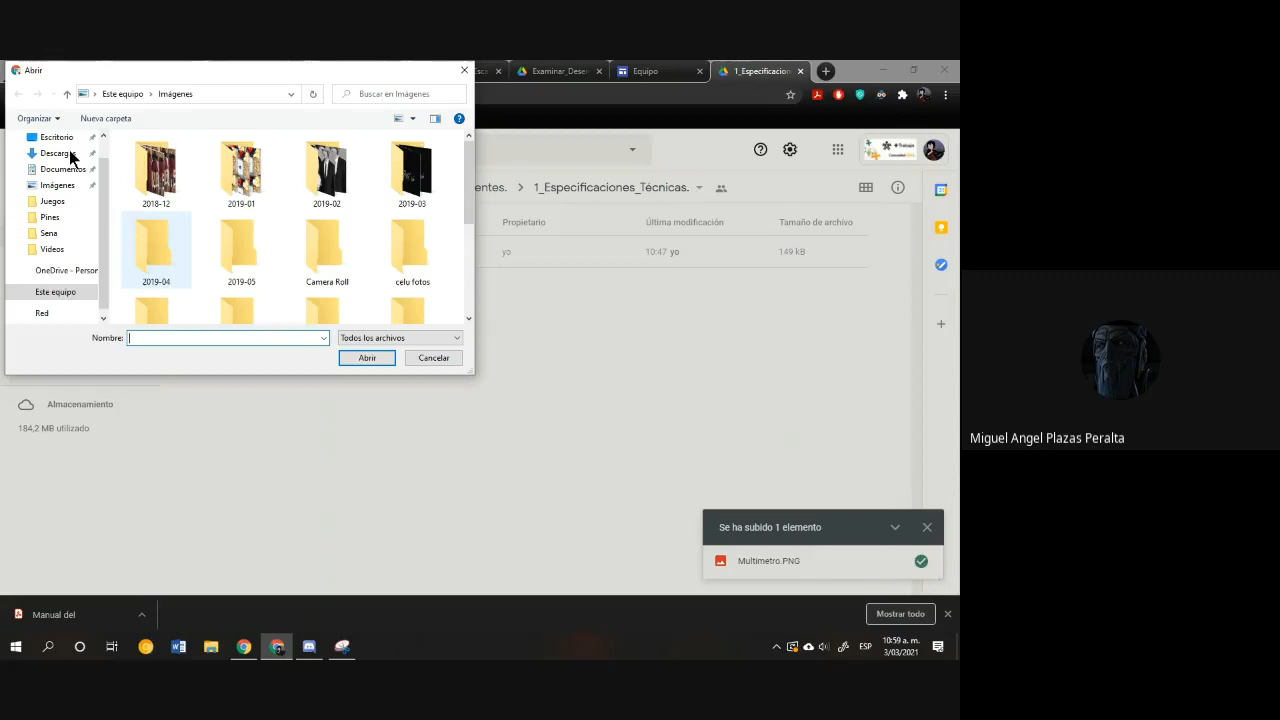 Abrir
Este equipo
Imágenes
Buscar en Imágenes
Organizar
Nueva carpeta
Escritorio
Descargas
Documentos
Imágenes
Juegos
Pines
Sena
Videos
OneDrive - Person
Este equipo
Red
2018-12
2019-01
2019-02
2019-03
2019-04
2019-05
Camera Roll
celu fotos
Nombre:
Todos los archivos
Abrir
Cancelar
Examinar_Desen
Equipo
1_Especificacion
+Trabajo
entes.
1_Especificaciones_Técnicas.
Propietario
Última modificación
Tamaño de archivo
yo
10:47 yo
149 kB
Almacenamiento
184,2 MB utilizado
Miguel Angel Plazas Peralta
Se ha subido 1 elemento
Multimetro.PNG
Manual del
Mostrar todo
ESP
10:59 a. m.
3/03/2021